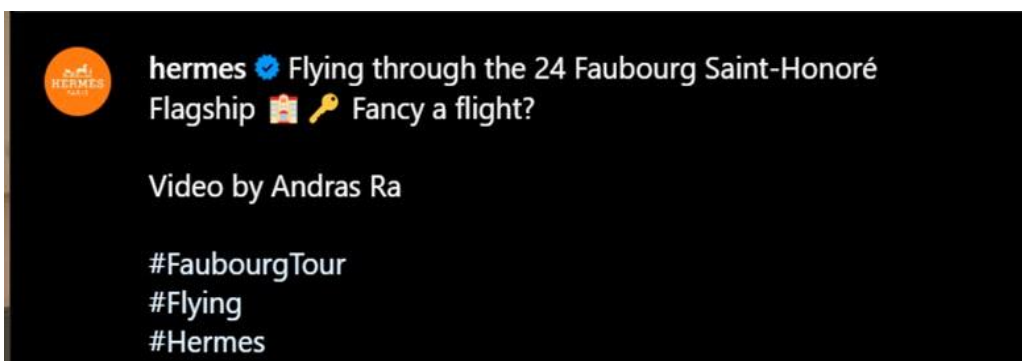 HERMÈS
PARIS
hermes Flying through the 24 Faubourg Saint-Honoré
Flagship 🏩 🔑 Fancy a flight?
Video by Andras Ra
#FaubourgTour
#Flying
#Hermes